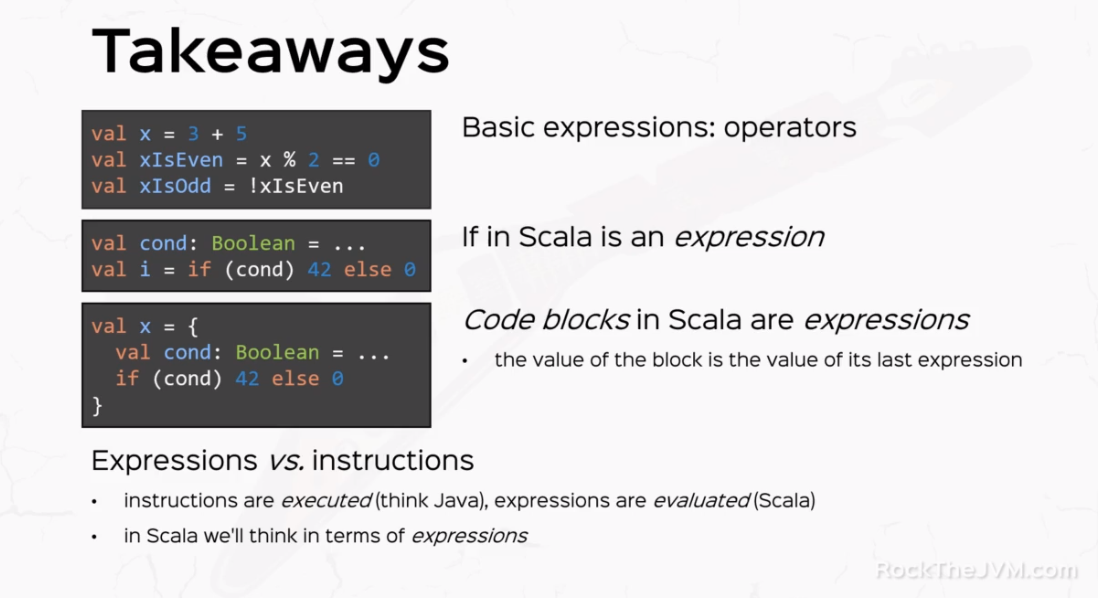 Takeaways
val x = 3 + 5
val xIsEven = x % 2 == 0
val xIsOdd = !xIsEven
Basic expressions: operators
val cond: Boolean = ...
val i = if (cond) 42 else 0
If in Scala is an expression
val x = {
  val cond: Boolean = ...
  if (cond) 42 else 0
}
Code blocks in Scala are expressions
• the value of the block is the value of its last expression
Expressions vs. instructions
• instructions are executed (think Java), expressions are evaluated (Scala)
• in Scala we'll think in terms of expressions
RockTheJVM.com